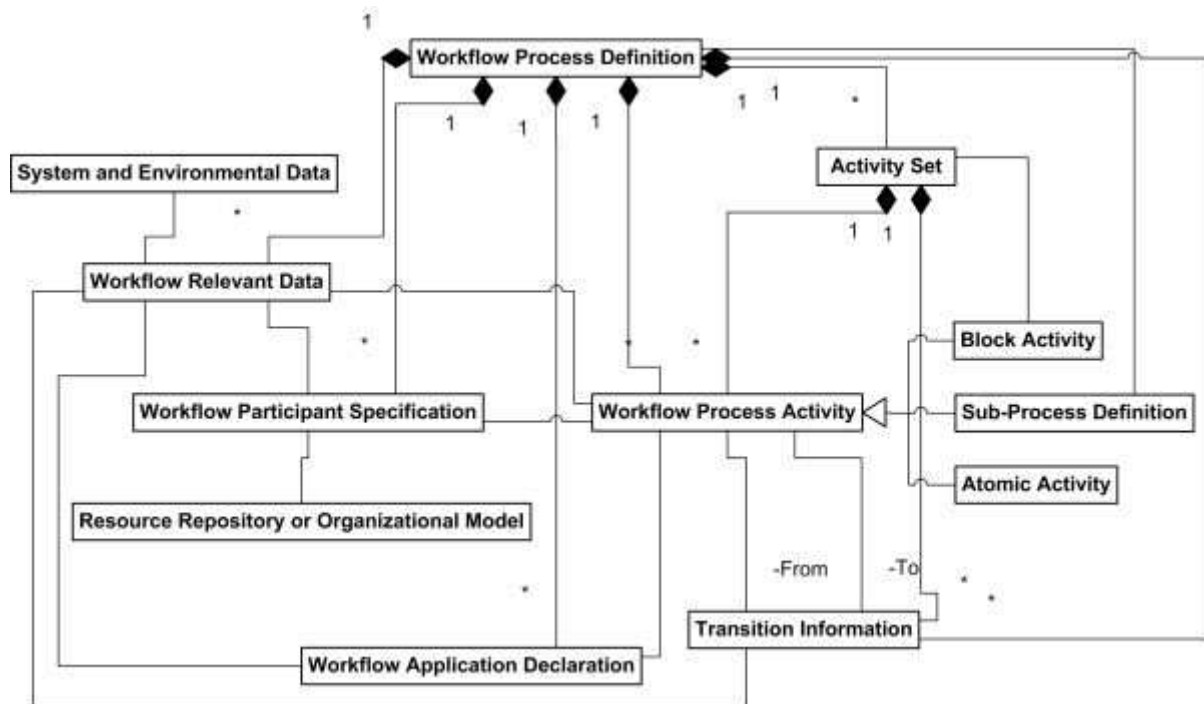 1
Workflow Process Definition
1
1
1
1
1
*
System and Environmental Data
Activity Set
*
1
1
Workflow Relevant Data
*
*
*
Block Activity
Workflow Participant Specification
Workflow Process Activity
Sub-Process Definition
Atomic Activity
Resource Repository or Organizational Model
-From
-To
*
*
*
Transition Information
Workflow Application Declaration